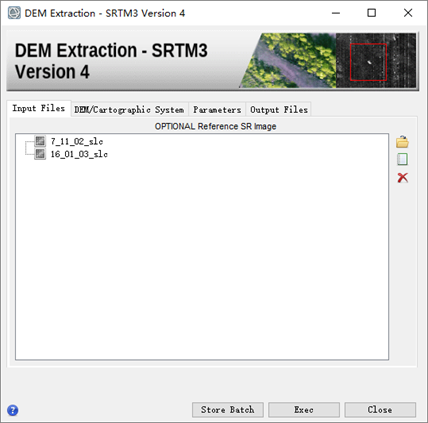 DEM Extraction - SRTM3 Version 4
DEM Extraction - SRTM3
Version 4
Input Files DEM/Cartographic System Parameters Output Files
OPTIONAL Reference SR Image
7_11_02_slc
16_01_03_slc
? Store Batch Exec Close